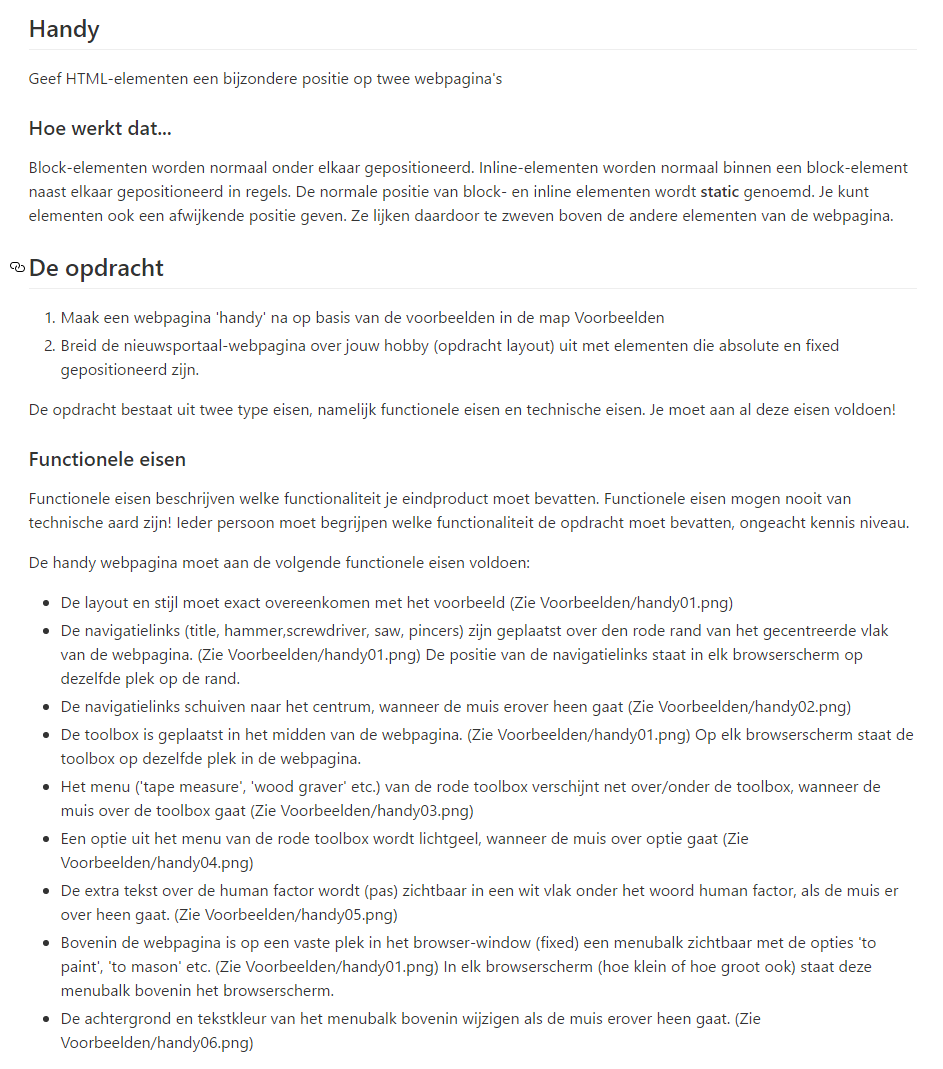 Handy
Geef HTML-elementen een bijzondere positie op twee webpagina's
Hoe werkt dat...
Block-elementen worden normaal onder elkaar gepositioneerd. Inline-elementen worden normaal binnen een block-element
naast elkaar gepositioneerd in regels. De normale positie van block- en inline elementen wordt static genoemd. Je kunt
elementen ook een afwijkende positie geven. Ze lijken daardoor te zweven boven de andere elementen van de webpagina.
De opdracht
1. Maak een webpagina 'handy' na op basis van de voorbeelden in de map Voorbeelden
2. Breid de nieuwsportaal-webpagina over jouw hobby (opdracht layout) uit met elementen die absolute en fixed
gepositioneerd zijn.
De opdracht bestaat uit twee type eisen, namelijk functionele eisen en technische eisen. Je moet aan al deze eisen voldoen!
Functionele eisen
Functionele eisen beschrijven welke functionaliteit je eindproduct moet bevatten. Functionele eisen mogen nooit van
technische aard zijn! Ieder persoon moet begrijpen welke functionaliteit de opdracht moet bevatten, ongeacht kennis niveau.
De handy webpagina moet aan de volgende functionele eisen voldoen:
• De layout en stijl moet exact overeenkomen met het voorbeeld (Zie Voorbeelden/handy01.png)
• De navigatielinks (title, hammer,screwdriver, saw, pincers) zijn geplaatst over den rode rand van het gecentreerde vlak
van de webpagina. (Zie Voorbeelden/handy01.png) De positie van de navigatielinks staat in elk browserscherm op
dezelfde plek op de rand.
• De navigatielinks schuiven naar het centrum, wanneer de muis erover heen gaat (Zie Voorbeelden/handy02.png)
• De toolbox is geplaatst in het midden van de webpagina. (Zie Voorbeelden/handy01.png) Op elk browserscherm staat de
toolbox op dezelfde plek in de webpagina.
• Het menu ('tape measure', 'wood graver' etc.) van de rode toolbox verschijnt net over/onder de toolbox, wanneer de
muis over de toolbox gaat (Zie Voorbeelden/handy03.png)
• Een optie uit het menu van de rode toolbox wordt lichtgeel, wanneer de muis over optie gaat (Zie
Voorbeelden/handy04.png)
• De extra tekst over de human factor wordt (pas) zichtbaar in een wit vlak onder het woord human factor, als de muis er
over heen gaat. (Zie Voorbeelden/handy05.png)
• Bovenin de webpagina is op een vaste plek in het browser-window (fixed) een menubalk zichtbaar met de opties 'to
paint', 'to mason' etc. (Zie Voorbeelden/handy01.png) In elk browserscherm (hoe klein of hoe groot ook) staat deze
menubalk bovenin het browserscherm.
• De achtergrond en tekstkleur van het menubalk bovenin wijzigen als de muis erover heen gaat. (Zie
Voorbeelden/handy06.png)